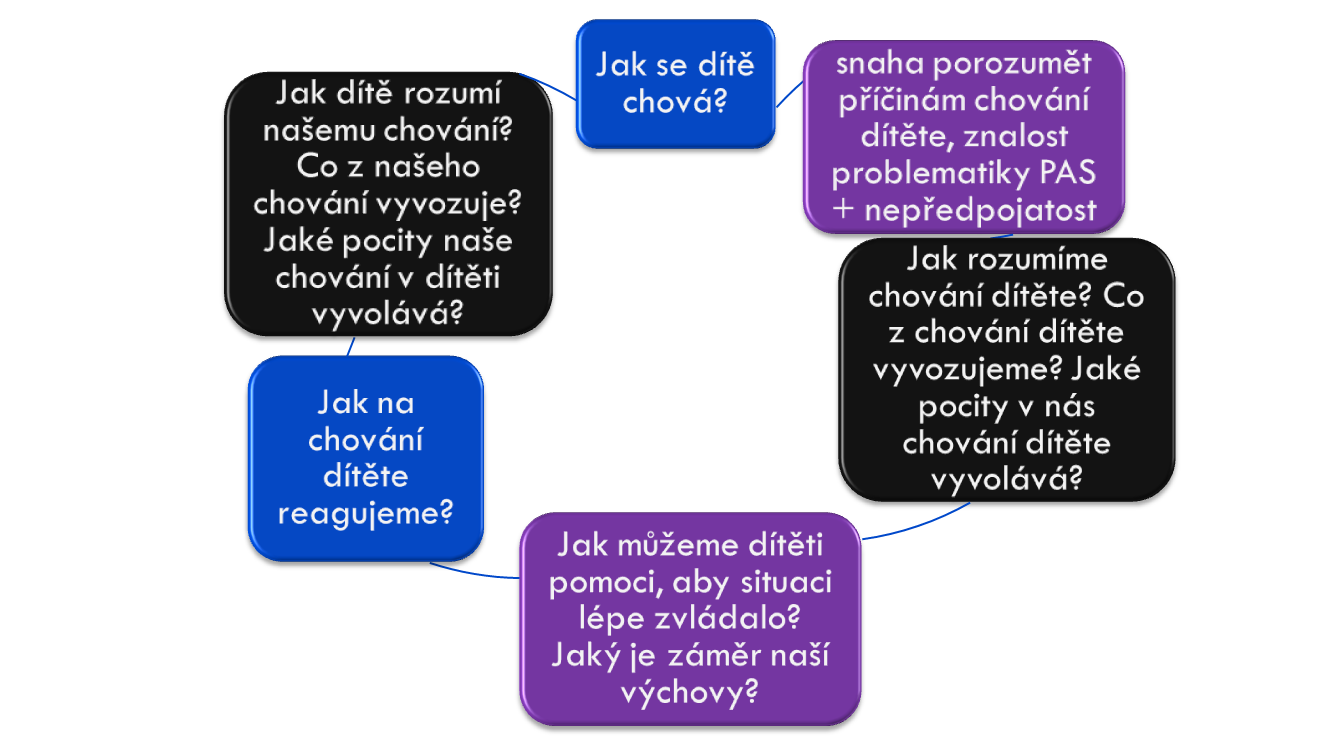 Jak se dítě
chová?
snaha porozumět
příčinám chování
dítěte, znalost
problematiky PAS
+ nepředpojatost
Jak rozumíme
chování dítěte? Co
z chování dítěte
vyvozujeme? Jaké
pocity v nás
chování dítěte
vyvolává?
Jak můžeme dítěti
pomoci, aby situaci
lépe zvládalo?
Jaký je záměr naší
výchovy?
Jak na
chování
dítěte
reagujeme?
Jak dítě rozumí
našemu chování?
Co z našeho
chování vyvozuje?
Jaké pocity naše
chování v dítěti
vyvolává?